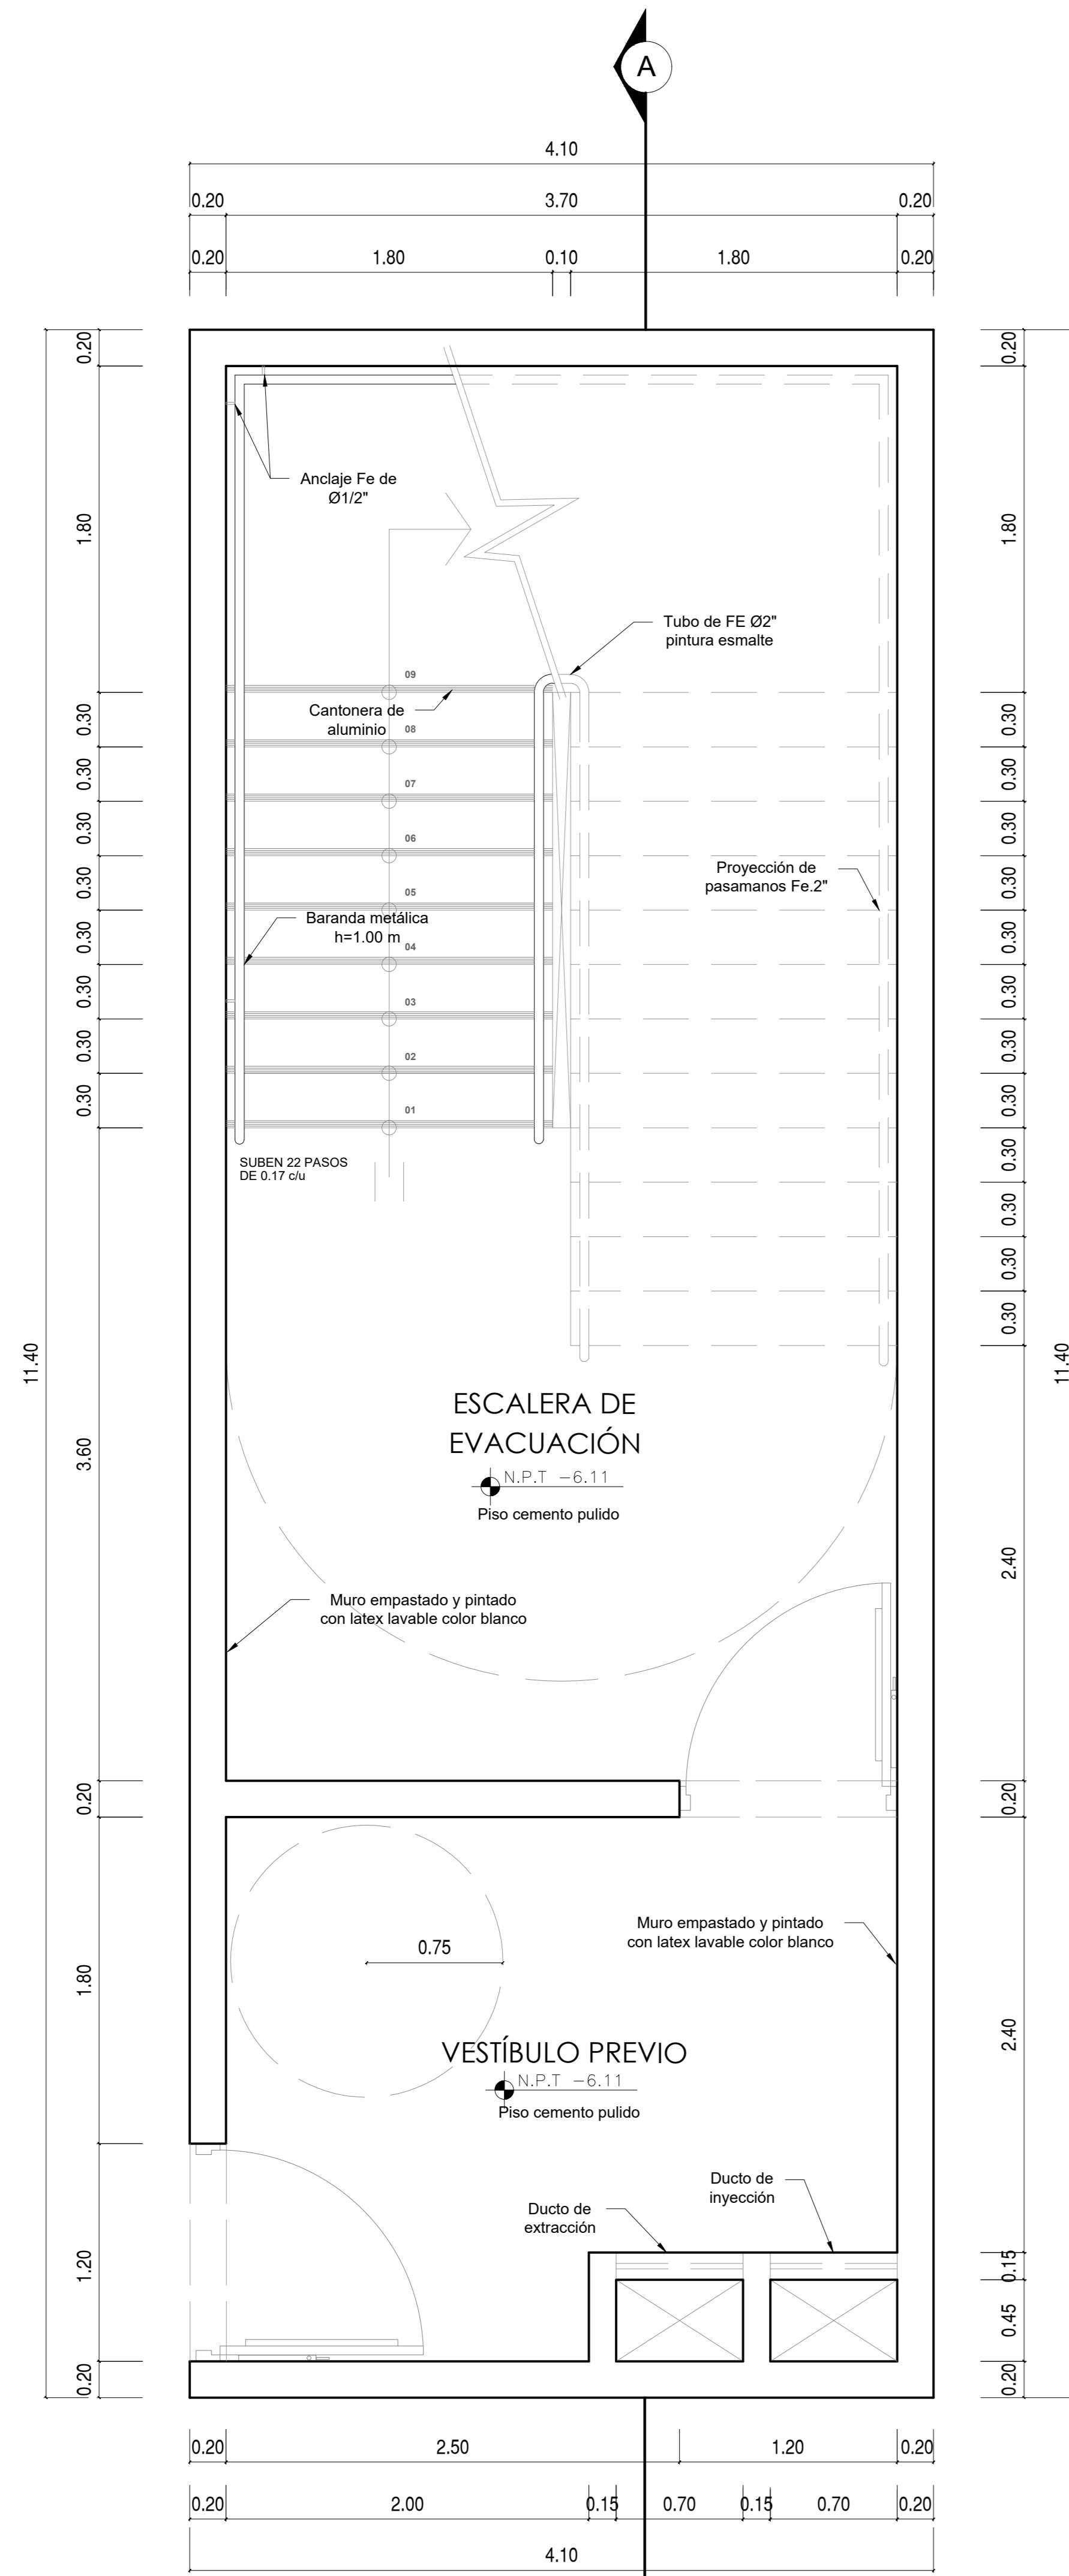 A
4.10
0.20 3.70 0.20
0.20 1.80 0.10 1.80 0.20
0.20
1.80
0.30
0.30
0.30
0.30
0.30
0.30
0.30
0.30
11.40
3.60
0.20
1.80
1.20
0.20
Anclaje Fe de
Ø1/2"
Tubo de FE Ø2"
pintura esmalte
09
Cantonera de
aluminio
08
07
06
05
Baranda metálica
h=1.00 m
04
03
02
01
Proyección de
pasamanos Fe.2"
SUBEN 22 PASOS
DE 0.17 c/u
ESCALERA DE
EVACUACIÓN
N.P.T -6.11
Piso cemento pulido
Muro empastado y pintado
con latex lavable color blanco
0.75
Muro empastado y pintado
con latex lavable color blanco
VESTÍBULO PREVIO
N.P.T -6.11
Piso cemento pulido
Ducto de
inyección
Ducto de
extracción
0.20
1.80
0.30
0.30
0.30
0.30
0.30
0.30
0.30
0.30
0.30
0.30
0.30
0.30
11.40
2.40
0.20
2.40
0.15
0.45
0.20
0.20 2.50 1.20 0.20
0.20 2.00 0.15 0.70 0.15 0.70 0.20
4.10